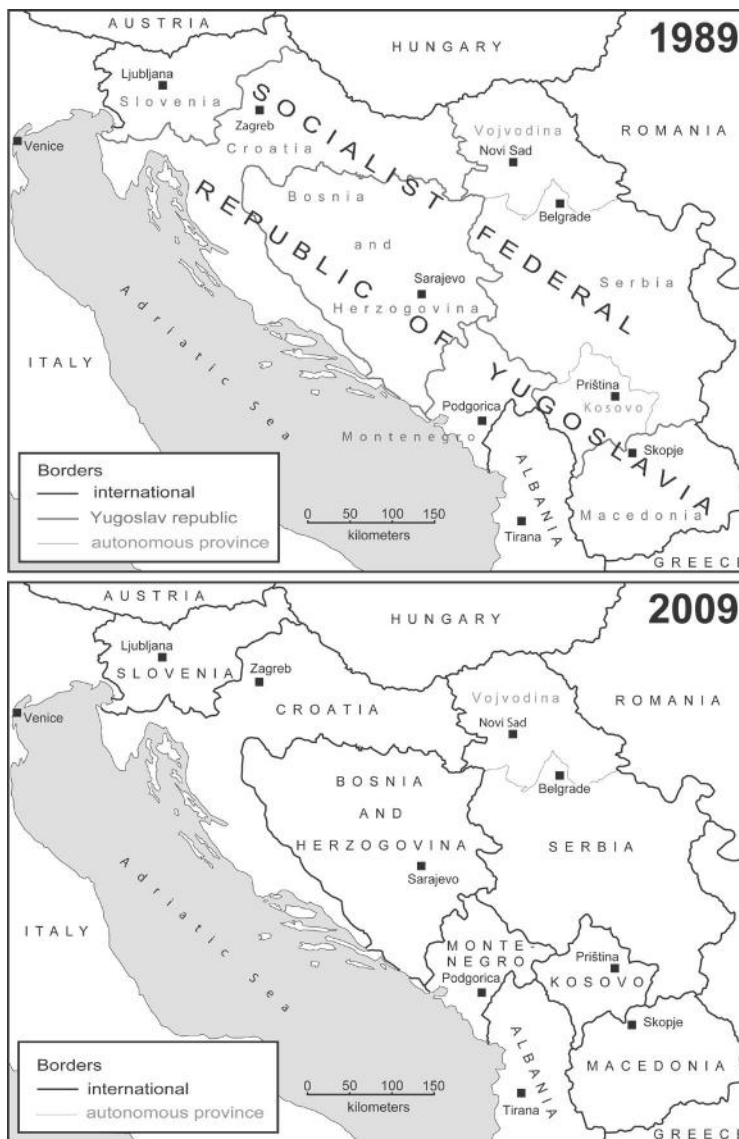 AUSTRIA
HUNGARY
1989
Ljubljana
Slovenia
Zagreb
Croatia
SOCIALIST FEDERAL
REPUBLIC OF YUGOSLAVIA
Vojvodina
Novi Sad
ROMANIA
Venice
Belgrade
Bosnia
and
Herzogovina
Sarajevo
Serbia
Adriatic Sea
ITALY
Priština
Kosovo
Podgorica
Montenegro
Skopje
Macedonia
ALBANIA
Tirana
GREECE
Borders
international
Yugoslav republic
autonomous province
0 50 100 150
kilometers
AUSTRIA
HUNGARY
2009
Ljubljana
SLOVENIA
Zagreb
CROATIA
Vojvodina
Novi Sad
ROMANIA
Venice
Belgrade
BOSNIA
AND
HERZOGOVINA
Sarajevo
SERBIA
Adriatic Sea
ITALY
MONTE-
NEGRO
Podgorica
Priština
KOSOVO
Skopje
MACEDONIA
ALBANIA
Tirana
GREECE
Borders
international
autonomous province
0 50 100 150
kilometers